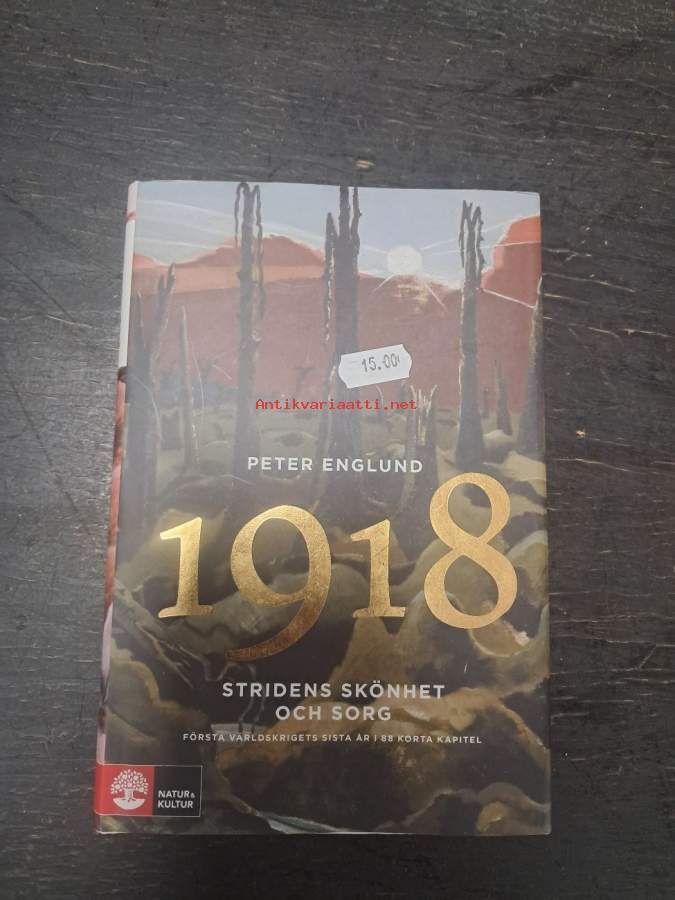 15.00
Antikvariaatti.net
PETER ENGLUND
1918
STRIDENS SKÖNHET
OCH SORG
FÖRSTA VÄRLDSKRIGETS SISTA ÅR I 88 KORTA KAPITEL
NATUR &
KULTUR